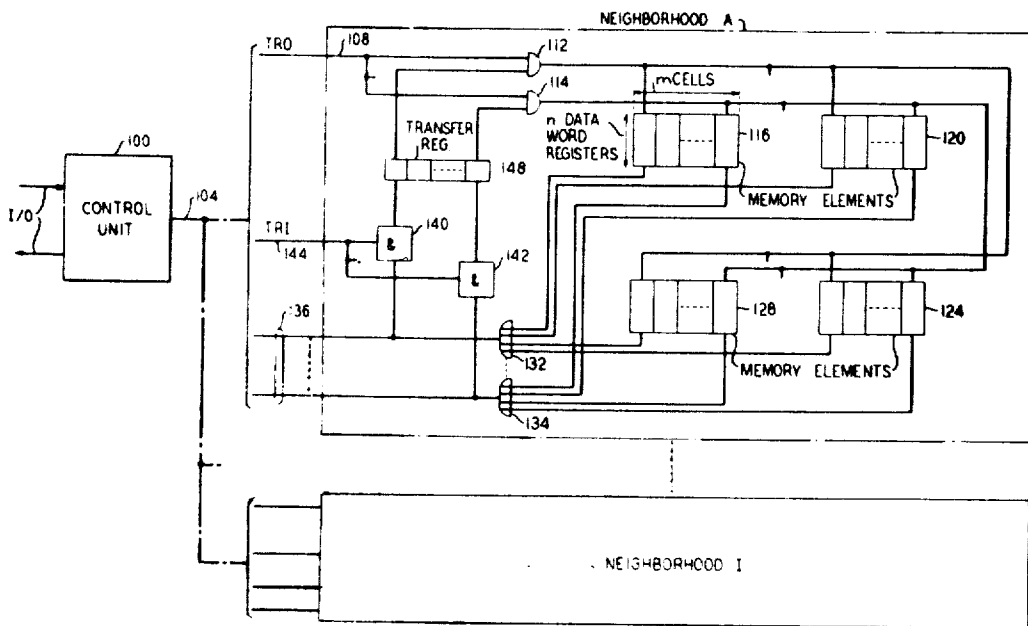 NEIGHBORHOOD A
TRO
108
112
114
mCELLS
n DATA
WORD
REGISTERS
116
120
TRANSFER
REG.
148
MEMORY ELEMENTS
100
CONTROL
UNIT
I/O
104
TRI
144
&
140
&
142
136
132
134
128
124
MEMORY ELEMENTS
NEIGHBORHOOD I